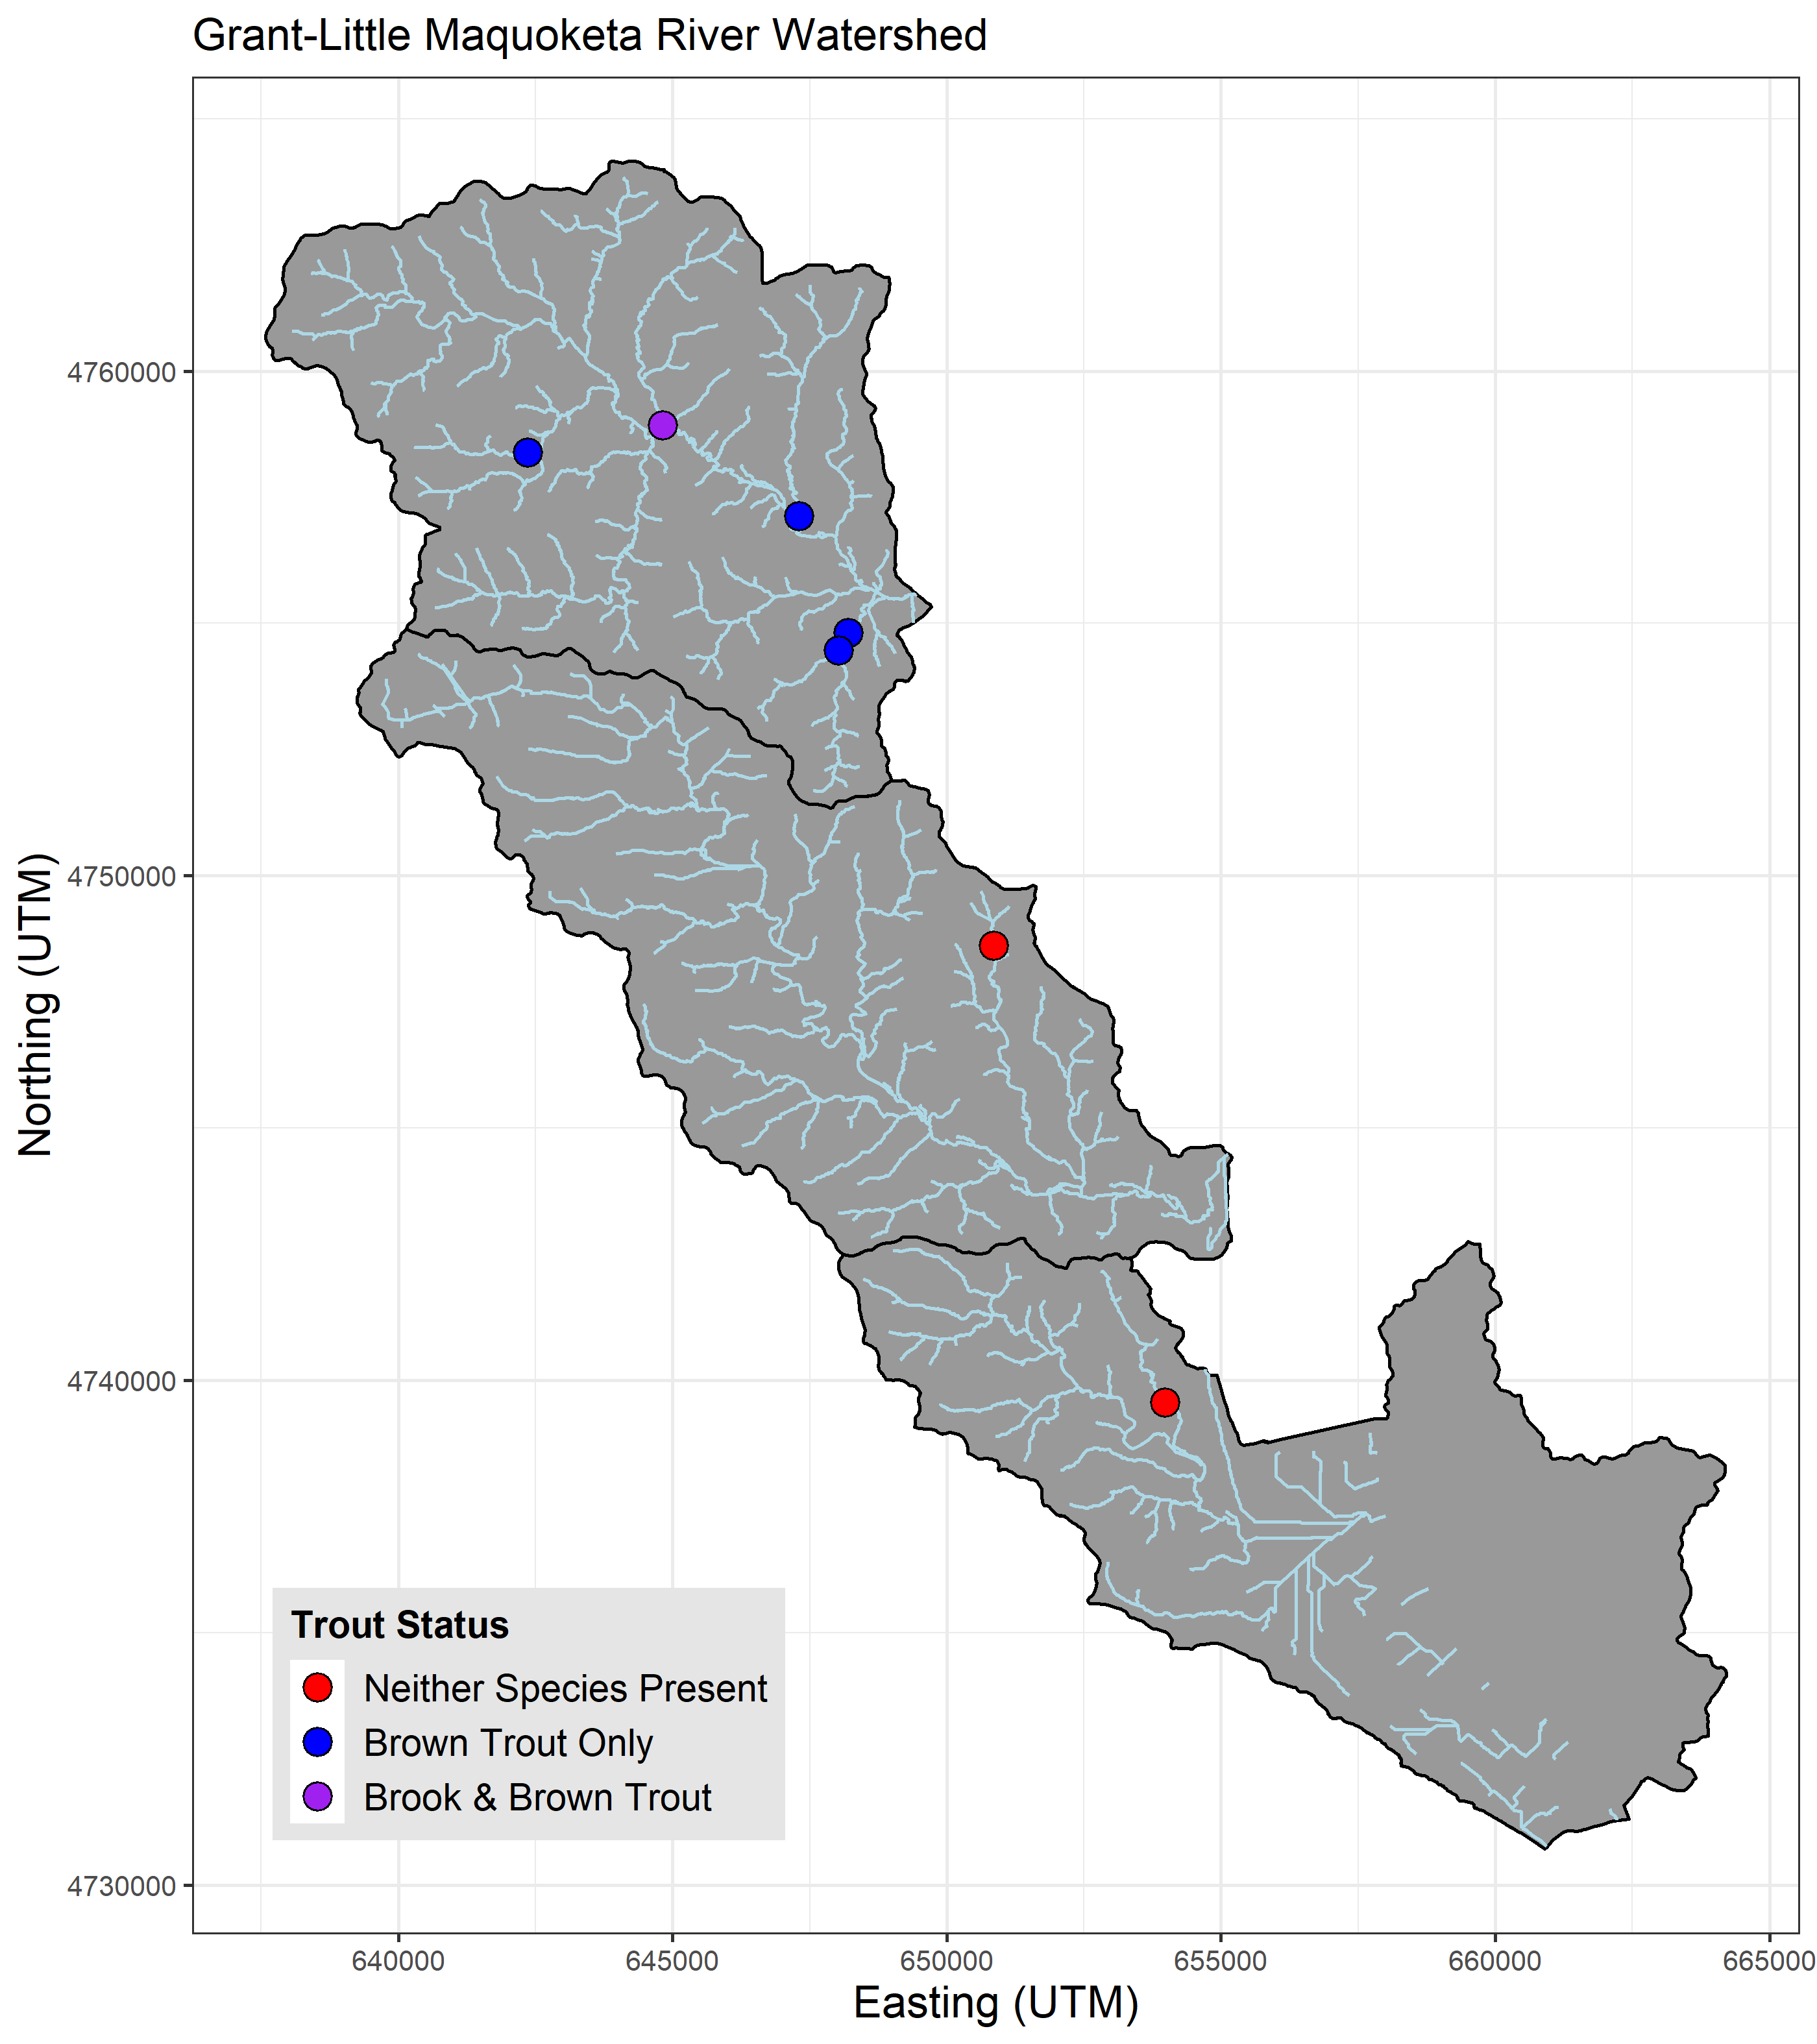 Grant-Little Maquoketa River Watershed
Northing (UTM)
4760000
4750000
4740000
4730000
Trout Status
Neither Species Present
Brown Trout Only
Brook & Brown Trout
640000
645000
650000
655000
660000
665000
Easting (UTM)